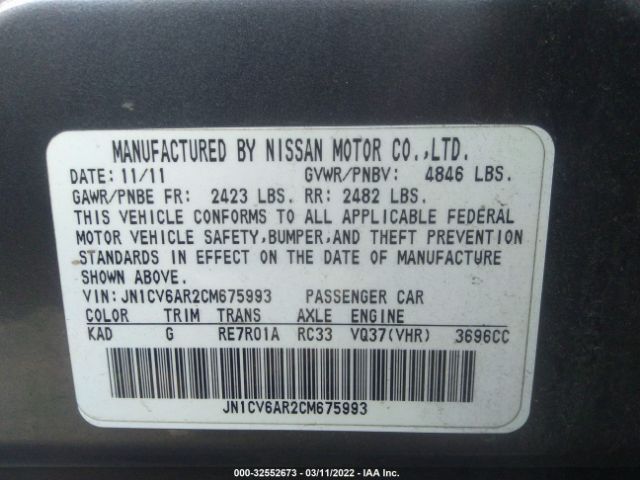 MANUFACTURED BY NISSAN MOTOR CO.,LTD.
DATE: 11/11 GVWR/PNBV: 4846 LBS.
GAWR/PNBE FR: 2423 LBS. RR: 2482 LBS.
THIS VEHICLE CONFORMS TO ALL APPLICABLE FEDERAL
MOTOR VEHICLE SAFETY,BUMPER,AND THEFT PREVENTION
STANDARDS IN EFFECT ON THE DATE OF MANUFACTURE
SHOWN ABOVE.
VIN: JN1CV6AR2CM675993 PASSENGER CAR
COLOR TRIM TRANS AXLE ENGINE
KAD G RE7R01A RC33 VQ37(VHR) 3696CC
JN1CV6AR2CM675993
000-32552673 - 03/11/2022 - IAA Inc.